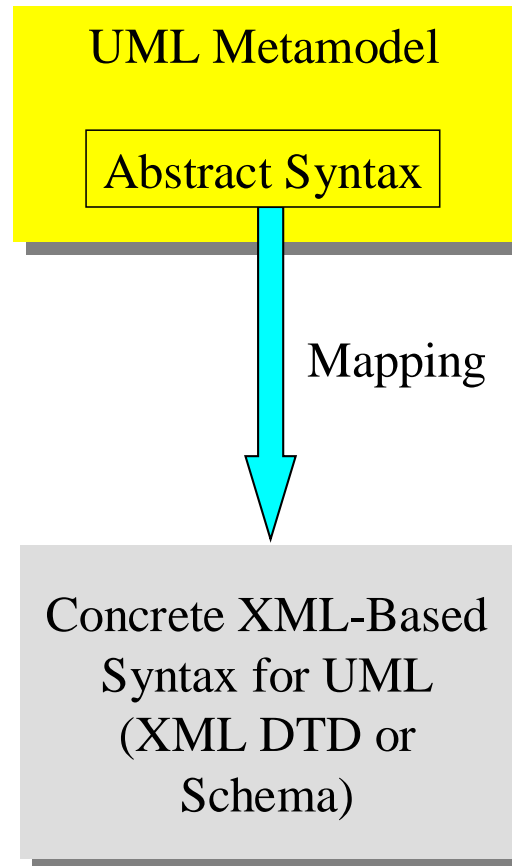 UML Metamodel
Abstract Syntax
Mapping
Concrete XML-Based
Syntax for UML
(XML DTD or
Schema)